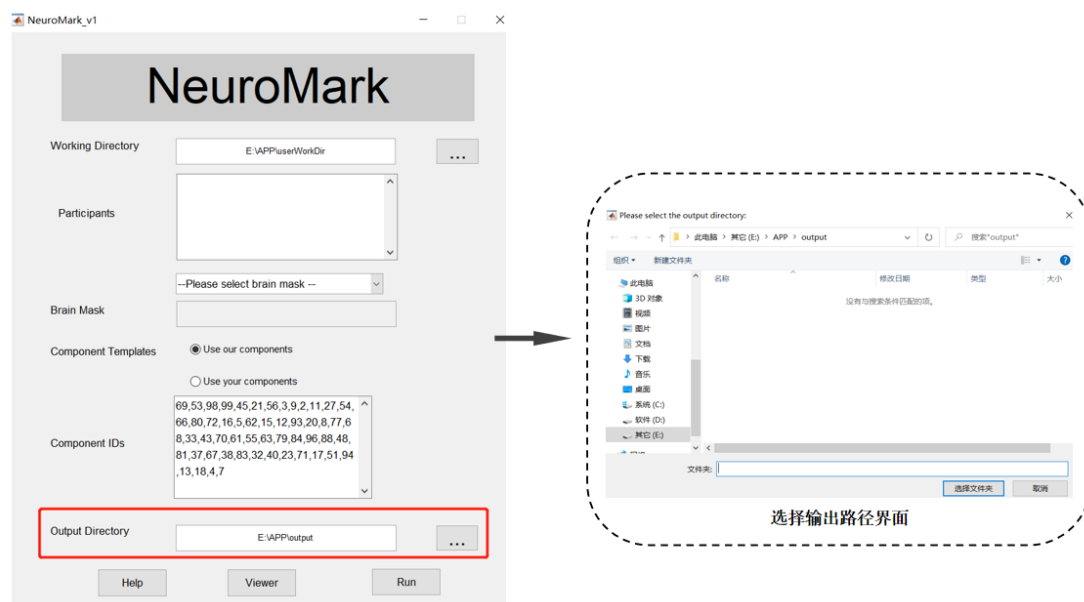 NeuroMark_v1
NeuroMark
Working Directory
E:\APP\userWorkDir
...
Participants
--Please select brain mask --
Brain Mask
Component Templates
Use our components
Use your components
Component IDs
69,53,98,99,45,21,56,3,9,2,11,27,54,
66,80,72,16,5,62,15,12,93,20,8,77,6
8,33,43,70,61,55,63,79,84,96,88,48,
81,37,67,38,83,32,40,23,71,17,51,94
,13,18,4,7
Output Directory
E:\APP\output
...
Help
Viewer
Run
Please select the output directory:
此电脑 > 其它 (E:) > APP > output
搜索"output"
组织
新建文件夹
名称
修改日期
类型
大小
没有与搜索条件匹配的项。
此电脑
3D 对象
视频
图片
文档
下载
音乐
桌面
系统 (C:)
软件 (D:)
其它 (E:)
文件夹:
选择文件夹
取消
选择输出路径界面